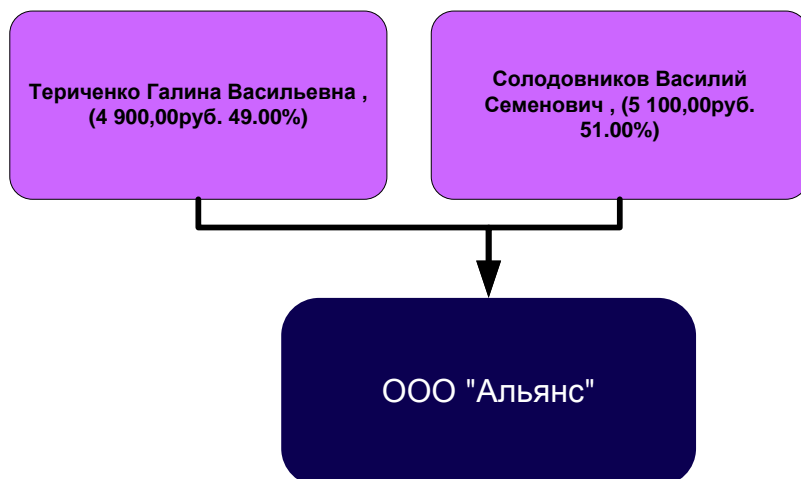 Териченко Галина Васильевна ,
(4 900,00руб. 49.00%)
Солодовников Василий
Семенович , (5 100,00руб.
51.00%)
ООО "Альянс"